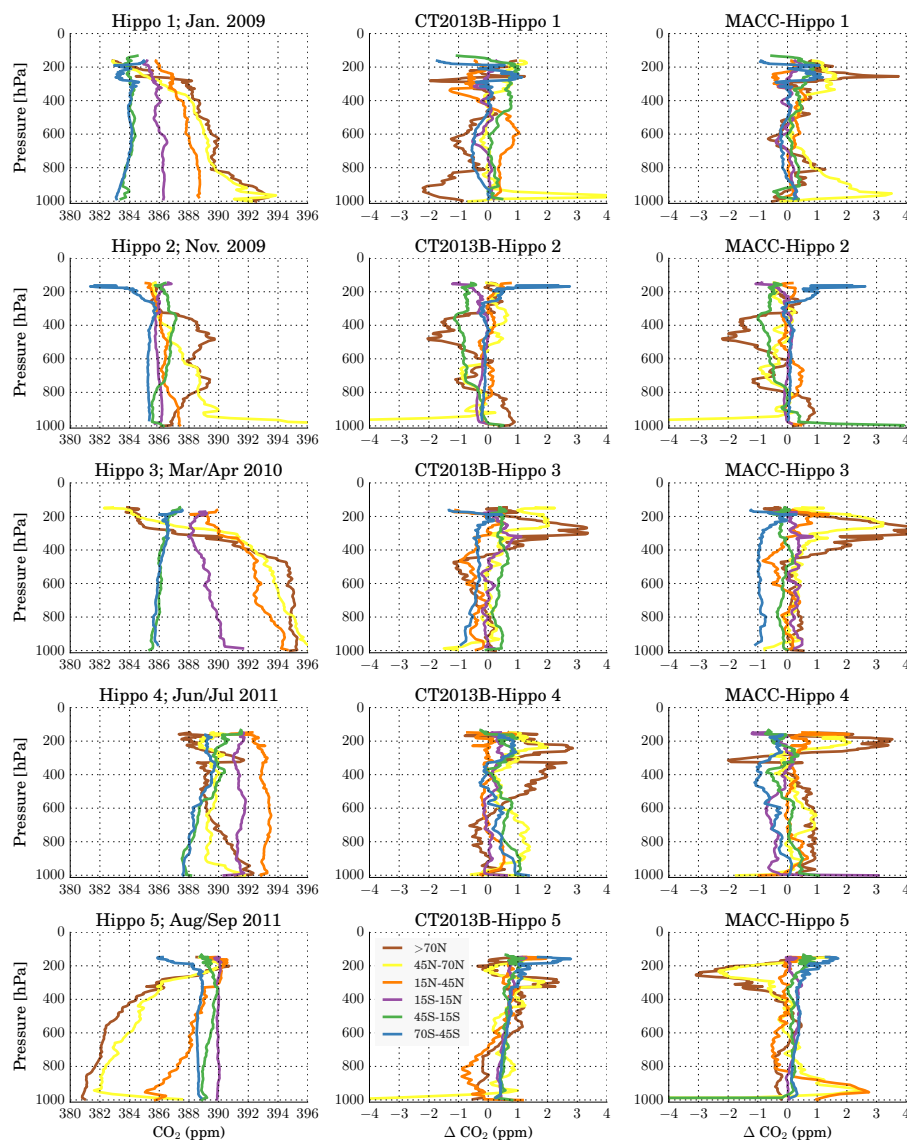 Hippo 1; Jan. 2009 CT2013B-Hippo 1 MACC-Hippo 1
Pressure [hPa]
0
200
400
600
800
1000
380 382 384 386 388 390 392 394 396
−4 −3 −2 −1 0 1 2 3 4
−4 −3 −2 −1 0 1 2 3 4
Hippo 2; Nov. 2009 CT2013B-Hippo 2 MACC-Hippo 2
Pressure [hPa]
0
200
400
600
800
1000
380 382 384 386 388 390 392 394 396
−4 −3 −2 −1 0 1 2 3 4
−4 −3 −2 −1 0 1 2 3 4
Hippo 3; Mar/Apr 2010 CT2013B-Hippo 3 MACC-Hippo 3
Pressure [hPa]
0
200
400
600
800
1000
380 382 384 386 388 390 392 394 396
−4 −3 −2 −1 0 1 2 3 4
−4 −3 −2 −1 0 1 2 3 4
Hippo 4; Jun/Jul 2011 CT2013B-Hippo 4 MACC-Hippo 4
Pressure [hPa]
0
200
400
600
800
1000
380 382 384 386 388 390 392 394 396
−4 −3 −2 −1 0 1 2 3 4
−4 −3 −2 −1 0 1 2 3 4
Hippo 5; Aug/Sep 2011 CT2013B-Hippo 5 MACC-Hippo 5
Pressure [hPa]
0
200
400
600
800
1000
>70N
45N-70N
15N-45N
15S-15N
45S-15S
70S-45S
380 382 384 386 388 390 392 394 396
−4 −3 −2 −1 0 1 2 3 4
−4 −3 −2 −1 0 1 2 3 4
CO₂ (ppm) Δ CO₂ (ppm) Δ CO₂ (ppm)